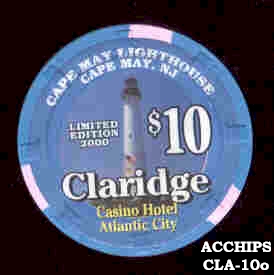 CAPE MAY LIGHTHOUSE
CAPE MAY, NJ
LIMITED
EDITION
2000
$10
Claridge
Casino Hotel
Atlantic City
ACCHIPS
CLA-10o